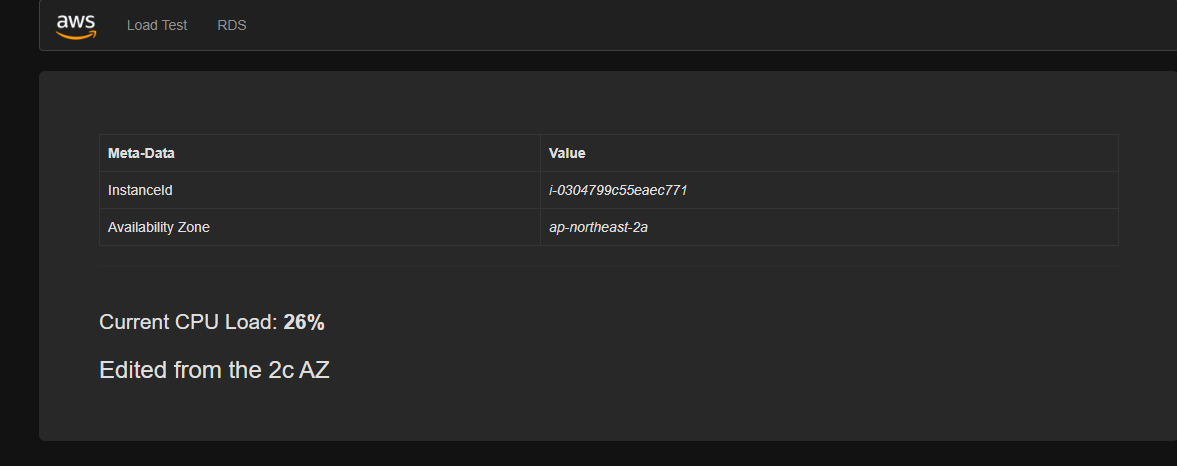 aws Load Test RDS
Meta-Data Value
InstanceId i-0304799c55eaec771
Availability Zone ap-northeast-2a
Current CPU Load: 26%
Edited from the 2c AZ